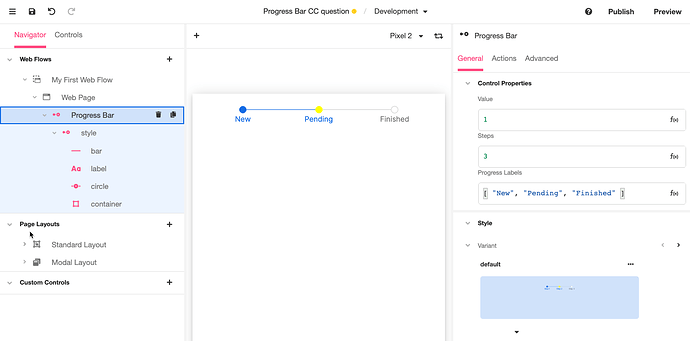 Progress Bar CC question / Development
Publish
Preview
Navigator
Controls
Pixel 2
Web Flows
My First Web Flow
Web Page
Progress Bar
style
bar
Aa label
circle
container
Page Layouts
Standard Layout
Modal Layout
Custom Controls
New
Pending
Finished
Progress Bar
General
Actions
Advanced
Control Properties
Value
1 f(x)
Steps
3 f(x)
Progress Labels
[ "New", "Pending", "Finished" ] f(x)
Style
Variant
default